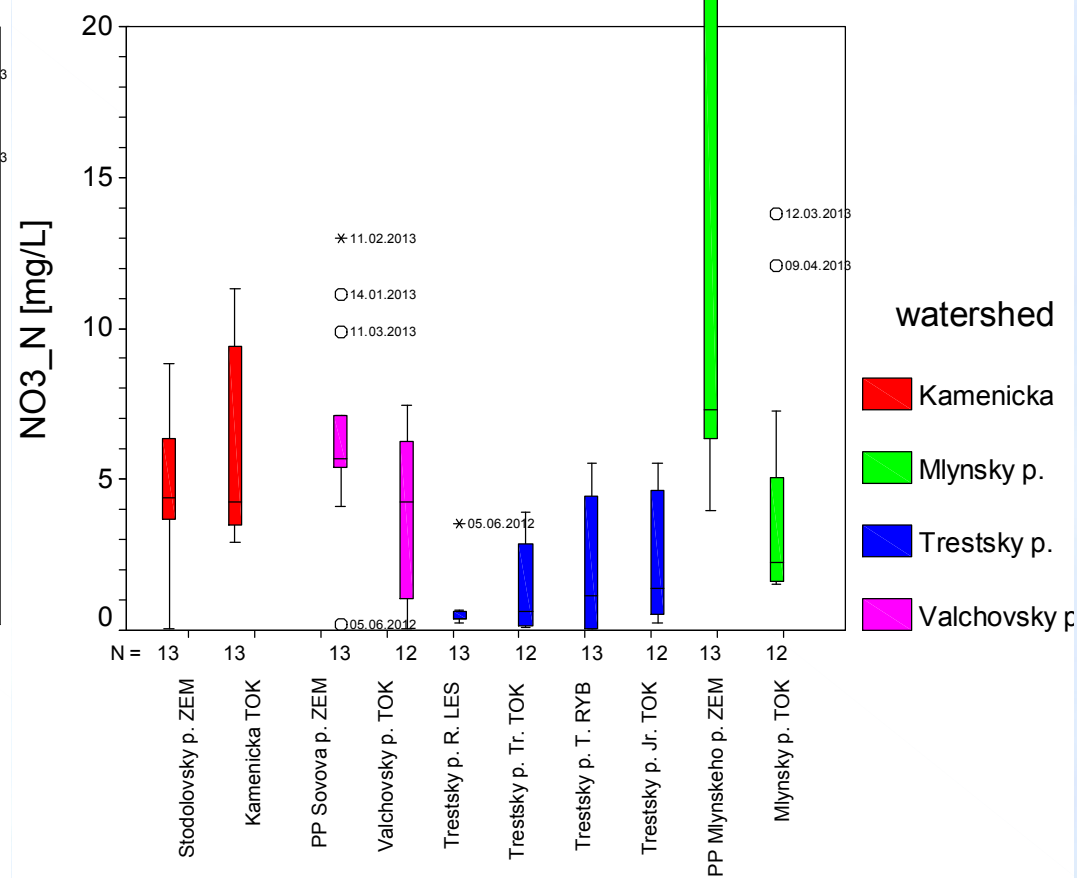 20
15
10
5
0
NO3_N [mg/L]
3
3
12.03.2013
11.02.2013
09.04.2013
14.01.2013
11.03.2013
05.06.2012
05.06.2012
N = 13 13 13 12 13 12 13 12 13 12
Stodolovsky p. ZEM
Kamenicka TOK
PP Sovova p. ZEM
Valchovsky p. TOK
Trestsky p. R. LES
Trestsky p. Tr. TOK
Trestsky p. T. RYB
Trestsky p. Jr. TOK
PP Mlynskeho p. ZEM
Mlynsky p. TOK
watershed
Kamenicka
Mlynsky p.
Trestsky p.
Valchovsky p